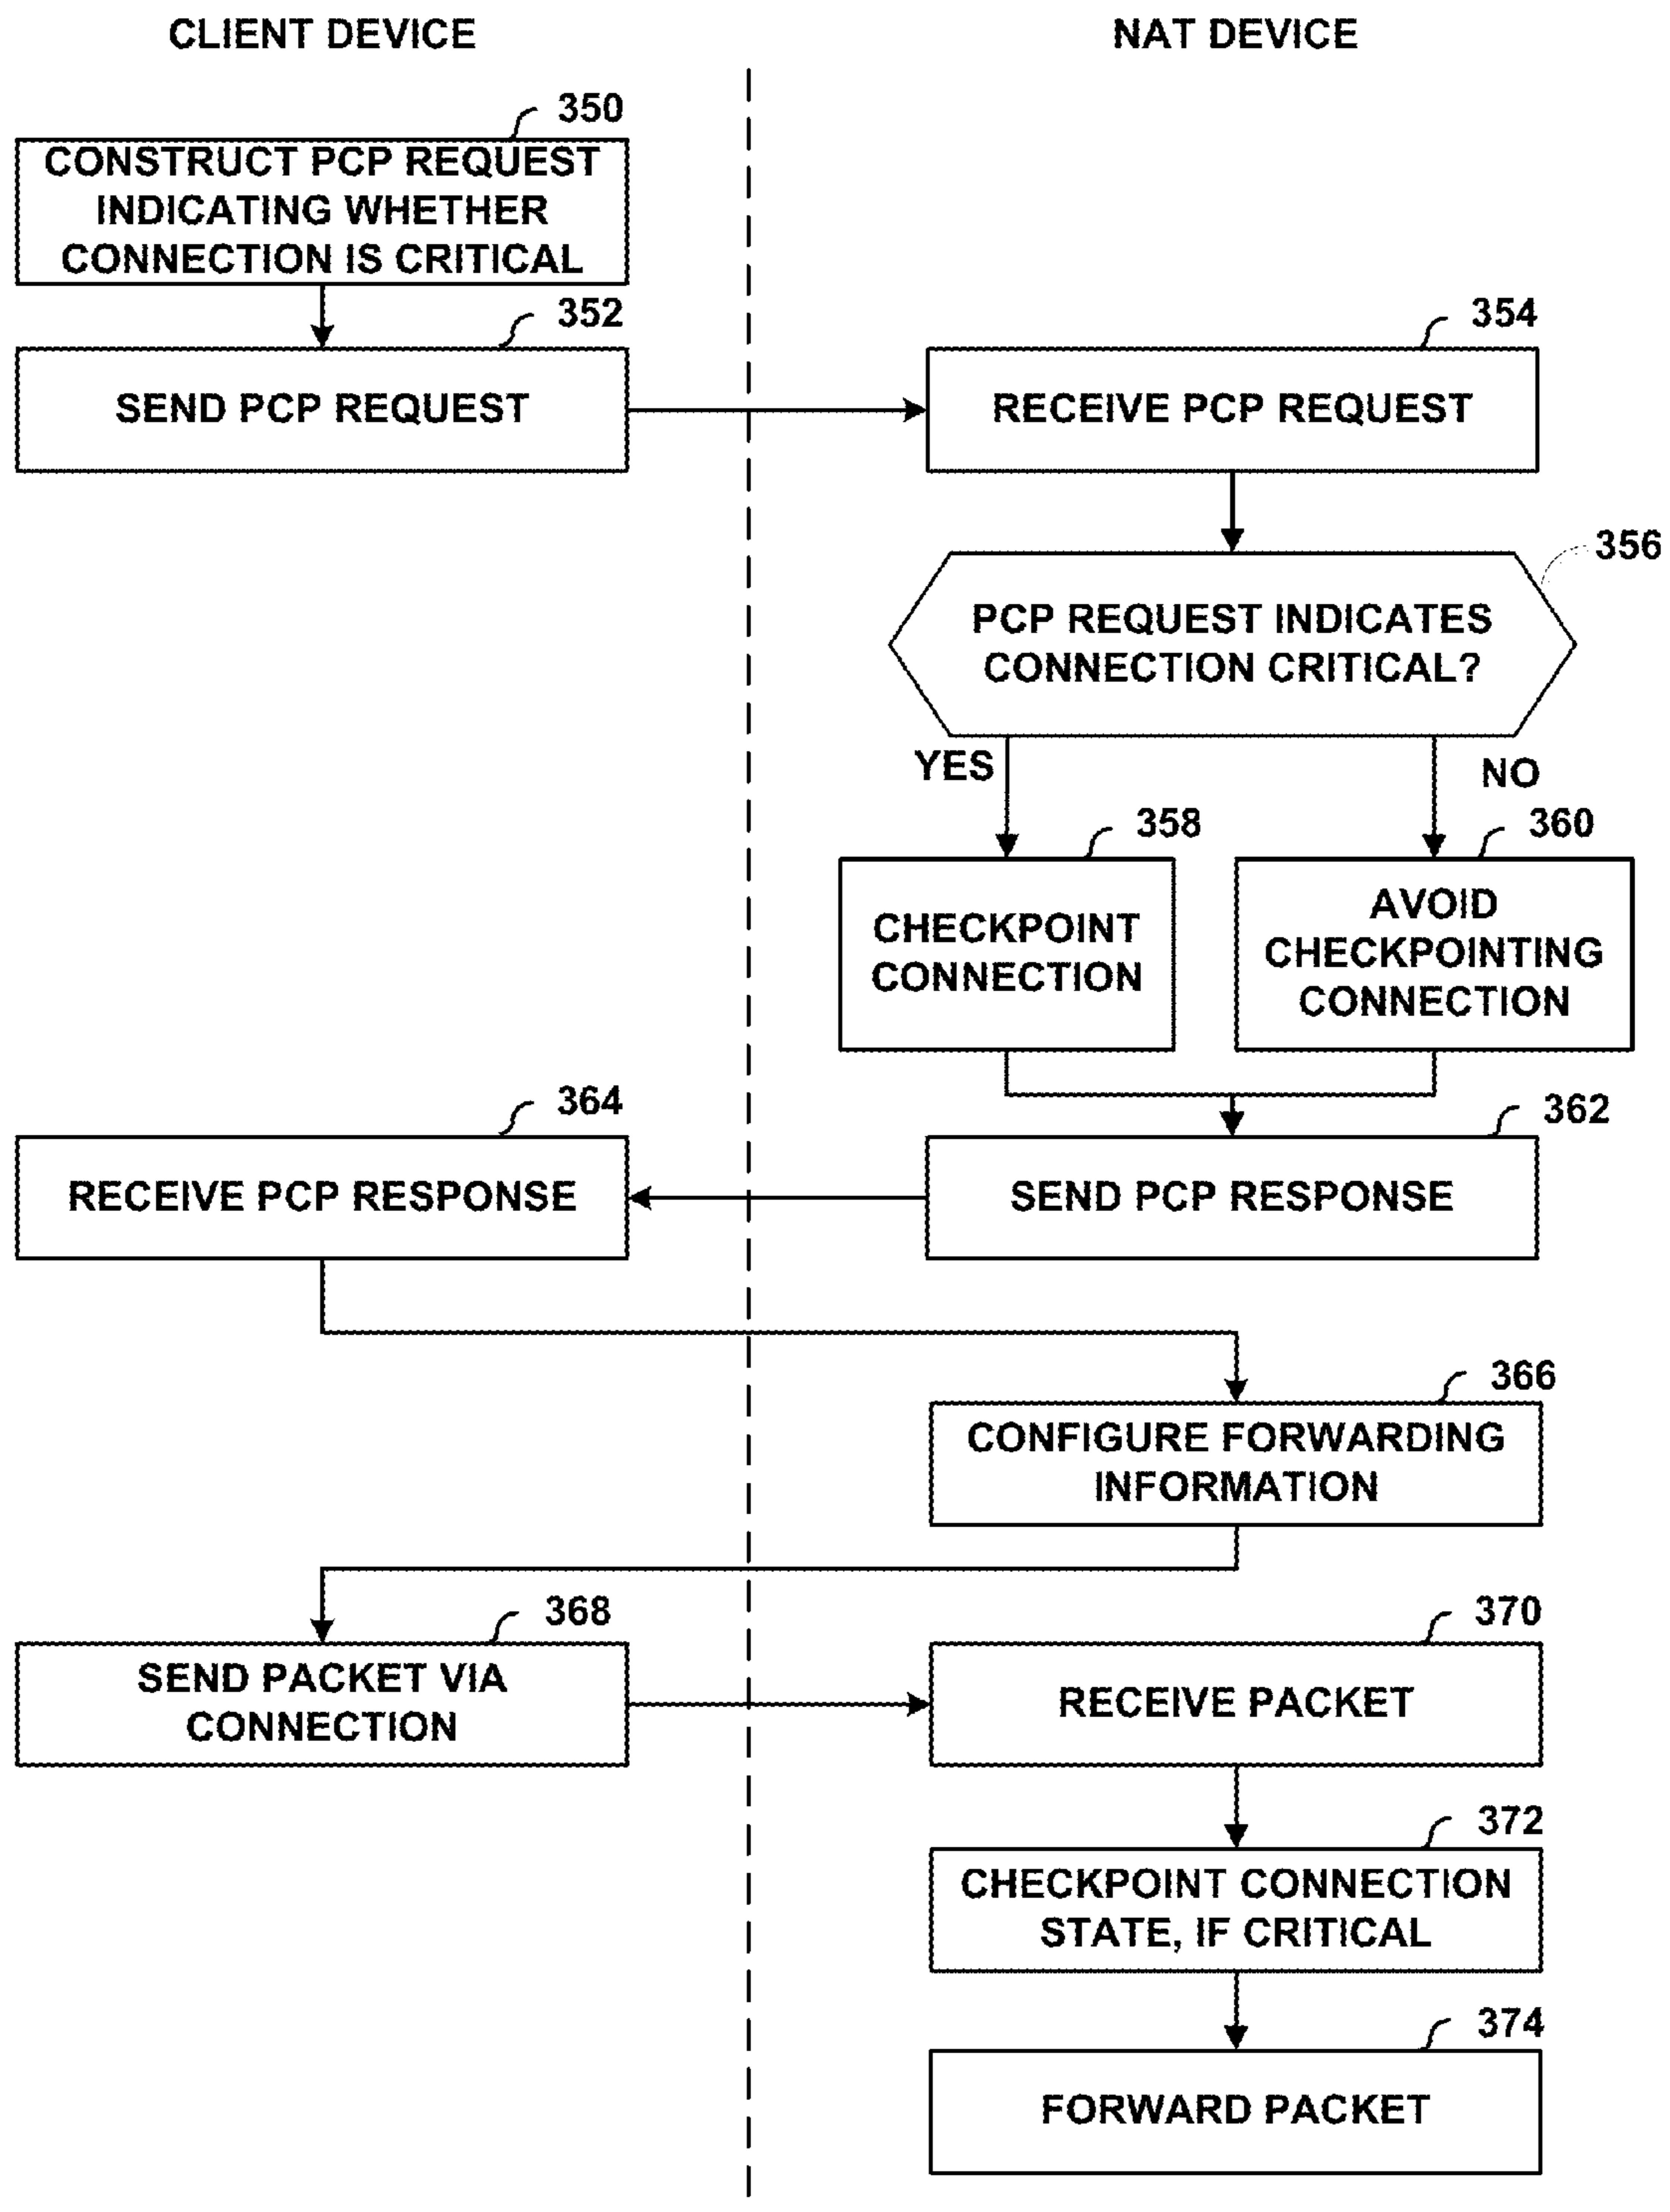 CLIENT DEVICE
NAT DEVICE
350
CONSTRUCT PCP REQUEST
INDICATING WHETHER
CONNECTION IS CRITICAL
352
SEND PCP REQUEST
354
RECEIVE PCP REQUEST
356
PCP REQUEST INDICATES
CONNECTION CRITICAL?
YES
NO
358
CHECKPOINT
CONNECTION
360
AVOID
CHECKPOINTING
CONNECTION
362
SEND PCP RESPONSE
364
RECEIVE PCP RESPONSE
366
CONFIGURE FORWARDING
INFORMATION
368
SEND PACKET VIA
CONNECTION
370
RECEIVE PACKET
372
CHECKPOINT CONNECTION
STATE, IF CRITICAL
374
FORWARD PACKET